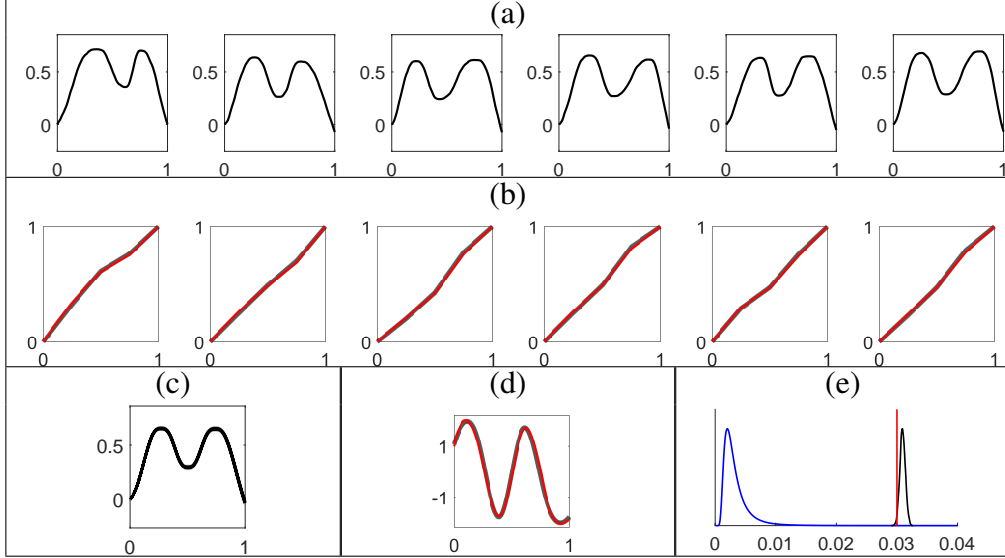 (a)
0.5 0.5 0.5 0.5 0.5 0.5
0 0 0 0 0 0
0 1 0 1 0 1 0 1 0 1 0 1
(b)
1 1 1 1 1 1
0 0 0 0 0 0
0 1 0 1 0 1 0 1 0 1 0 1
(c) (d) (e)
0.5 1
0 -1
0 1 0 1 0 0.01 0.02 0.03 0.04